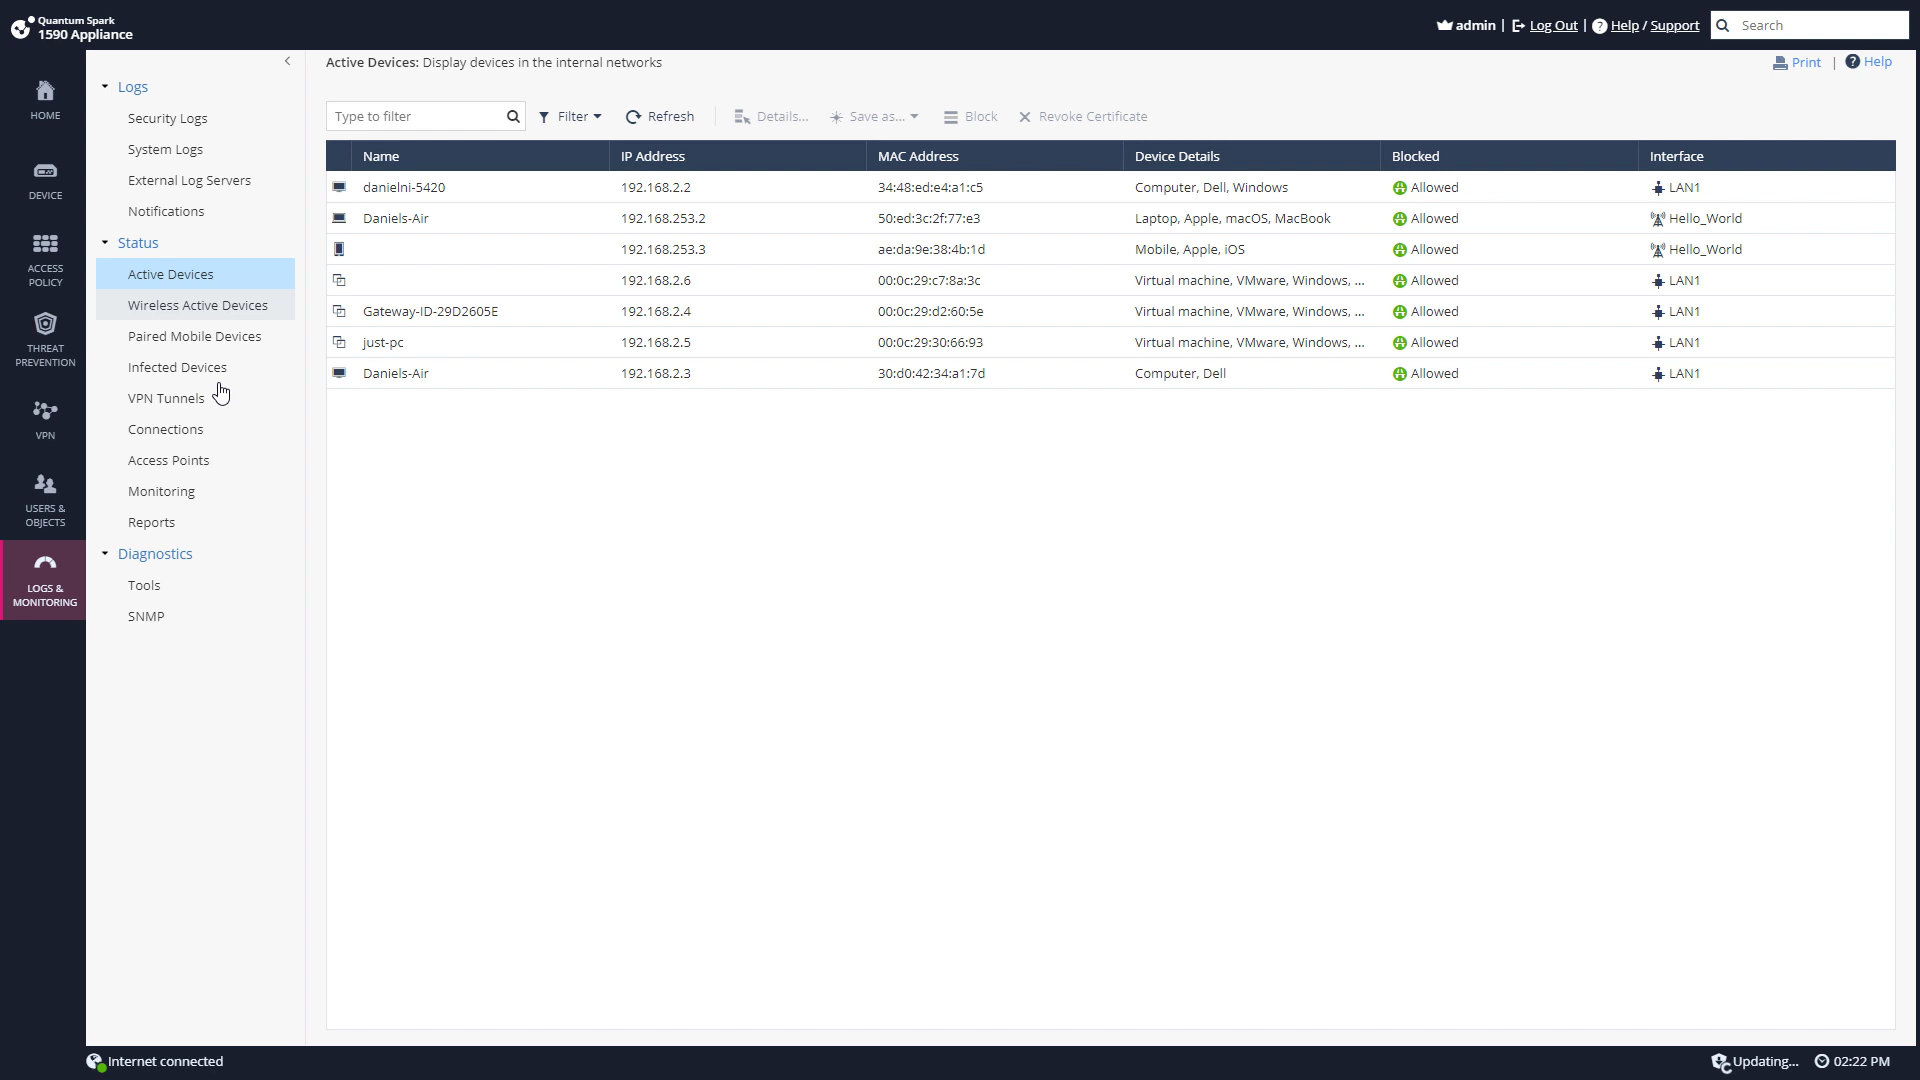 Quantum Spark
1590 Appliance
admin | Log Out | Help / Support
Search
HOME
DEVICE
ACCESS
POLICY
THREAT
PREVENTION
VPN
USERS &
OBJECTS
LOGS &
MONITORING
Logs
Security Logs
System Logs
External Log Servers
Notifications
Status
Active Devices
Wireless Active Devices
Paired Mobile Devices
Infected Devices
VPN Tunnels
Connections
Access Points
Monitoring
Reports
Diagnostics
Tools
SNMP
Active Devices: Display devices in the internal networks
Print | Help
Type to filter
Filter
Refresh
Details...
Save as...
Block
Revoke Certificate
Name IP Address MAC Address Device Details Blocked Interface
danielni-5420 192.168.2.2 34:48:ed:e4:a1:c5 Computer, Dell, Windows Allowed LAN1
Daniels-Air 192.168.253.2 50:ed:3c:2f:77:e3 Laptop, Apple, macOS, MacBook Allowed Hello_World
192.168.253.3 ae:da:9e:38:4b:1d Mobile, Apple, iOS Allowed Hello_World
192.168.2.6 00:0c:29:c7:8a:3c Virtual machine, VMware, Windows, ... Allowed LAN1
Gateway-ID-29D2605E 192.168.2.4 00:0c:29:d2:60:5e Virtual machine, VMware, Windows, ... Allowed LAN1
just-pc 192.168.2.5 00:0c:29:30:66:93 Virtual machine, VMware, Windows, ... Allowed LAN1
Daniels-Air 192.168.2.3 30:d0:42:34:a1:7d Computer, Dell Allowed LAN1
Internet connected
Updating... 02:22 PM